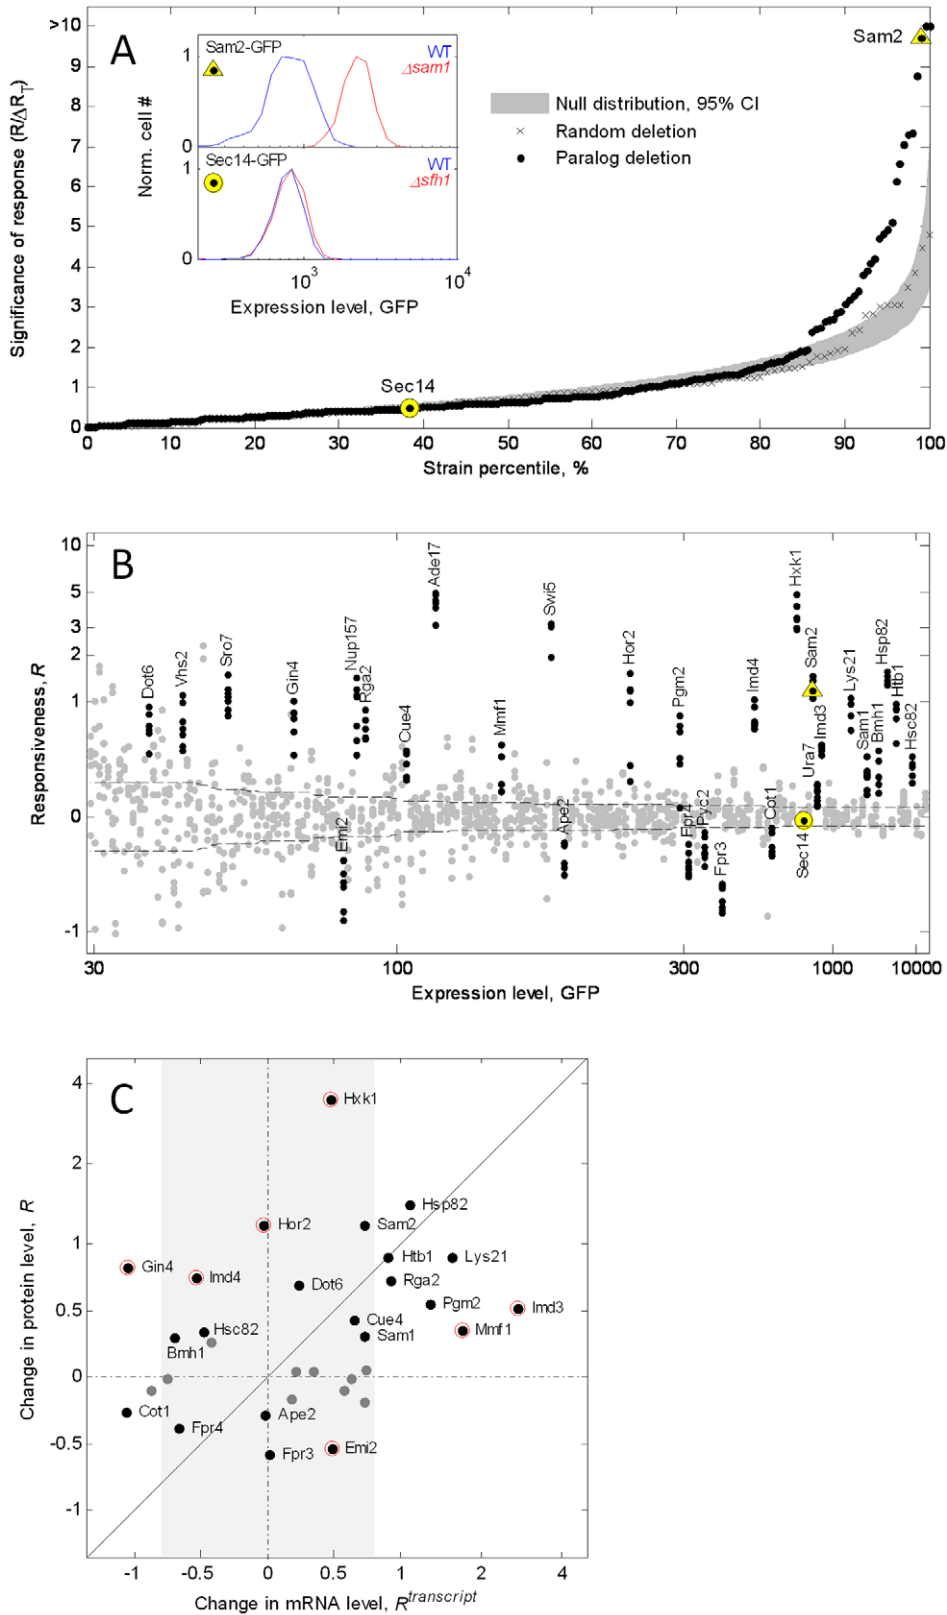 A
>10
9
8
7
6
5
4
3
2
1
0
Significance of response (R/ΔR_T)
Sam2-GFP
WT
Δsam1
1
0
Sec14-GFP
WT
Δsfh1
1
0
Norm. cell #
10^3
10^4
Expression level, GFP
Sam2
Null distribution, 95% CI
Random deletion
Paralog deletion
Sec14
0 10 20 30 40 50 60 70 80 90 100
Strain percentile, %
B
10
5
3
2
1
0
-1
Responsiveness, R
Dot6
Vhs2
Sro7
Gin4
Nup157
Rga2
Emi2
Cue4
Ade17
Mmf1
Swi5
Ape2
Hor2
Pgm2
Fpr4
Pyc2
Fpr3
Imd4
Cot1
Hxk1
Sec14
Sam2
Ura7
Imd3
Lys21
Sam1
Bmh1
Hsp82
Htb1
Hsc82
30 100 300 1000 10000
Expression level, GFP
C
4
2
1
0.5
0
-0.5
-1
Change in protein level, R
Hxk1
Hsp82
Hor2
Sam2
Gin4
Imd4
Htb1
Lys21
Dot6
Rga2
Pgm2
Imd3
Cue4
Mmf1
Hsc82
Sam1
Bmh1
Cot1
Ape2
Fpr4
Fpr3
Emi2
-1 -0.5 0 0.5 1 2 4
Change in mRNA level, R^transcript